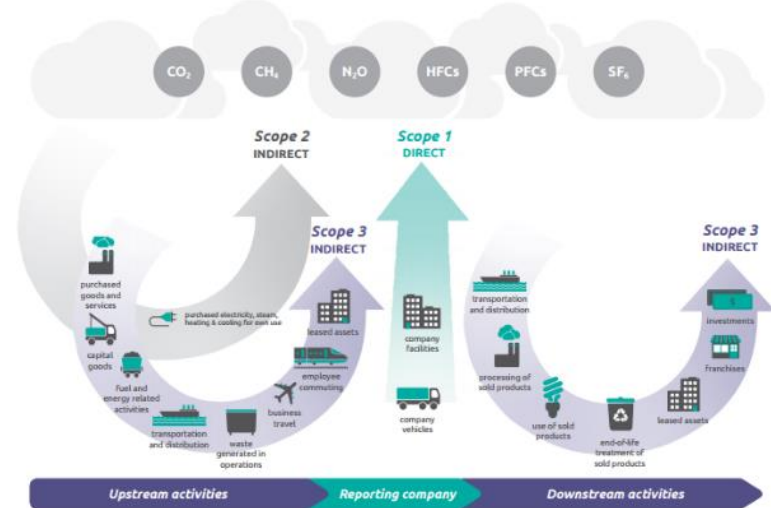 CO₂
CH₄
N₂O
HFCs
PFCs
SF₆
Scope 2
INDIRECT
Scope 1
DIRECT
Scope 3
INDIRECT
Scope 3
INDIRECT
purchased
goods and
services
capital
goods
fuel and
energy related
activities
transportation
and distribution
waste
generated in
operations
business
travel
employee
commuting
leased assets
purchased electricity, steam,
heating & cooling for own use
company
facilities
company
vehicles
transportation
and distribution
processing of
sold products
use of sold
products
end-of-life
treatment of
sold products
leased assets
franchises
investments
$
Upstream activities
Reporting company
Downstream activities